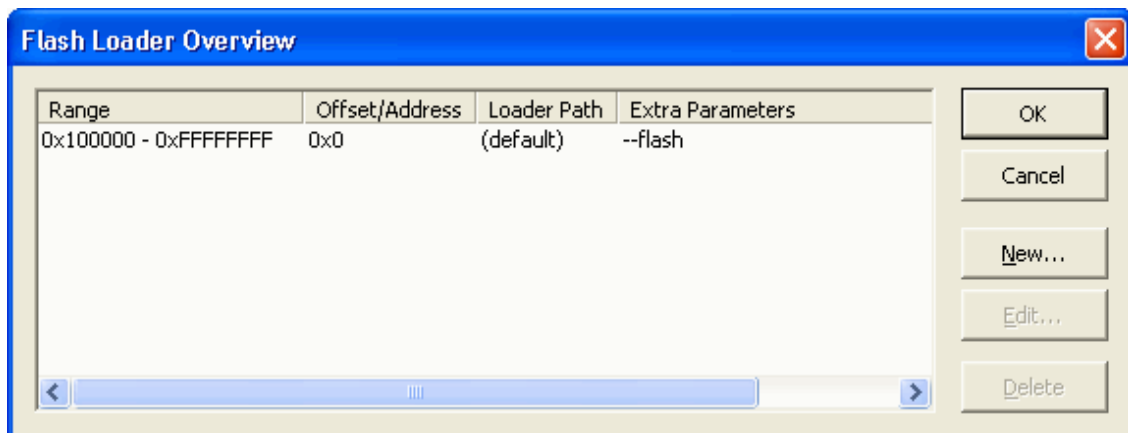 Flash Loader Overview
Range Offset/Address Loader Path Extra Parameters
0x100000 - 0xFFFFFFFF 0x0 (default) --flash
OK
Cancel
New...
Edit...
Delete